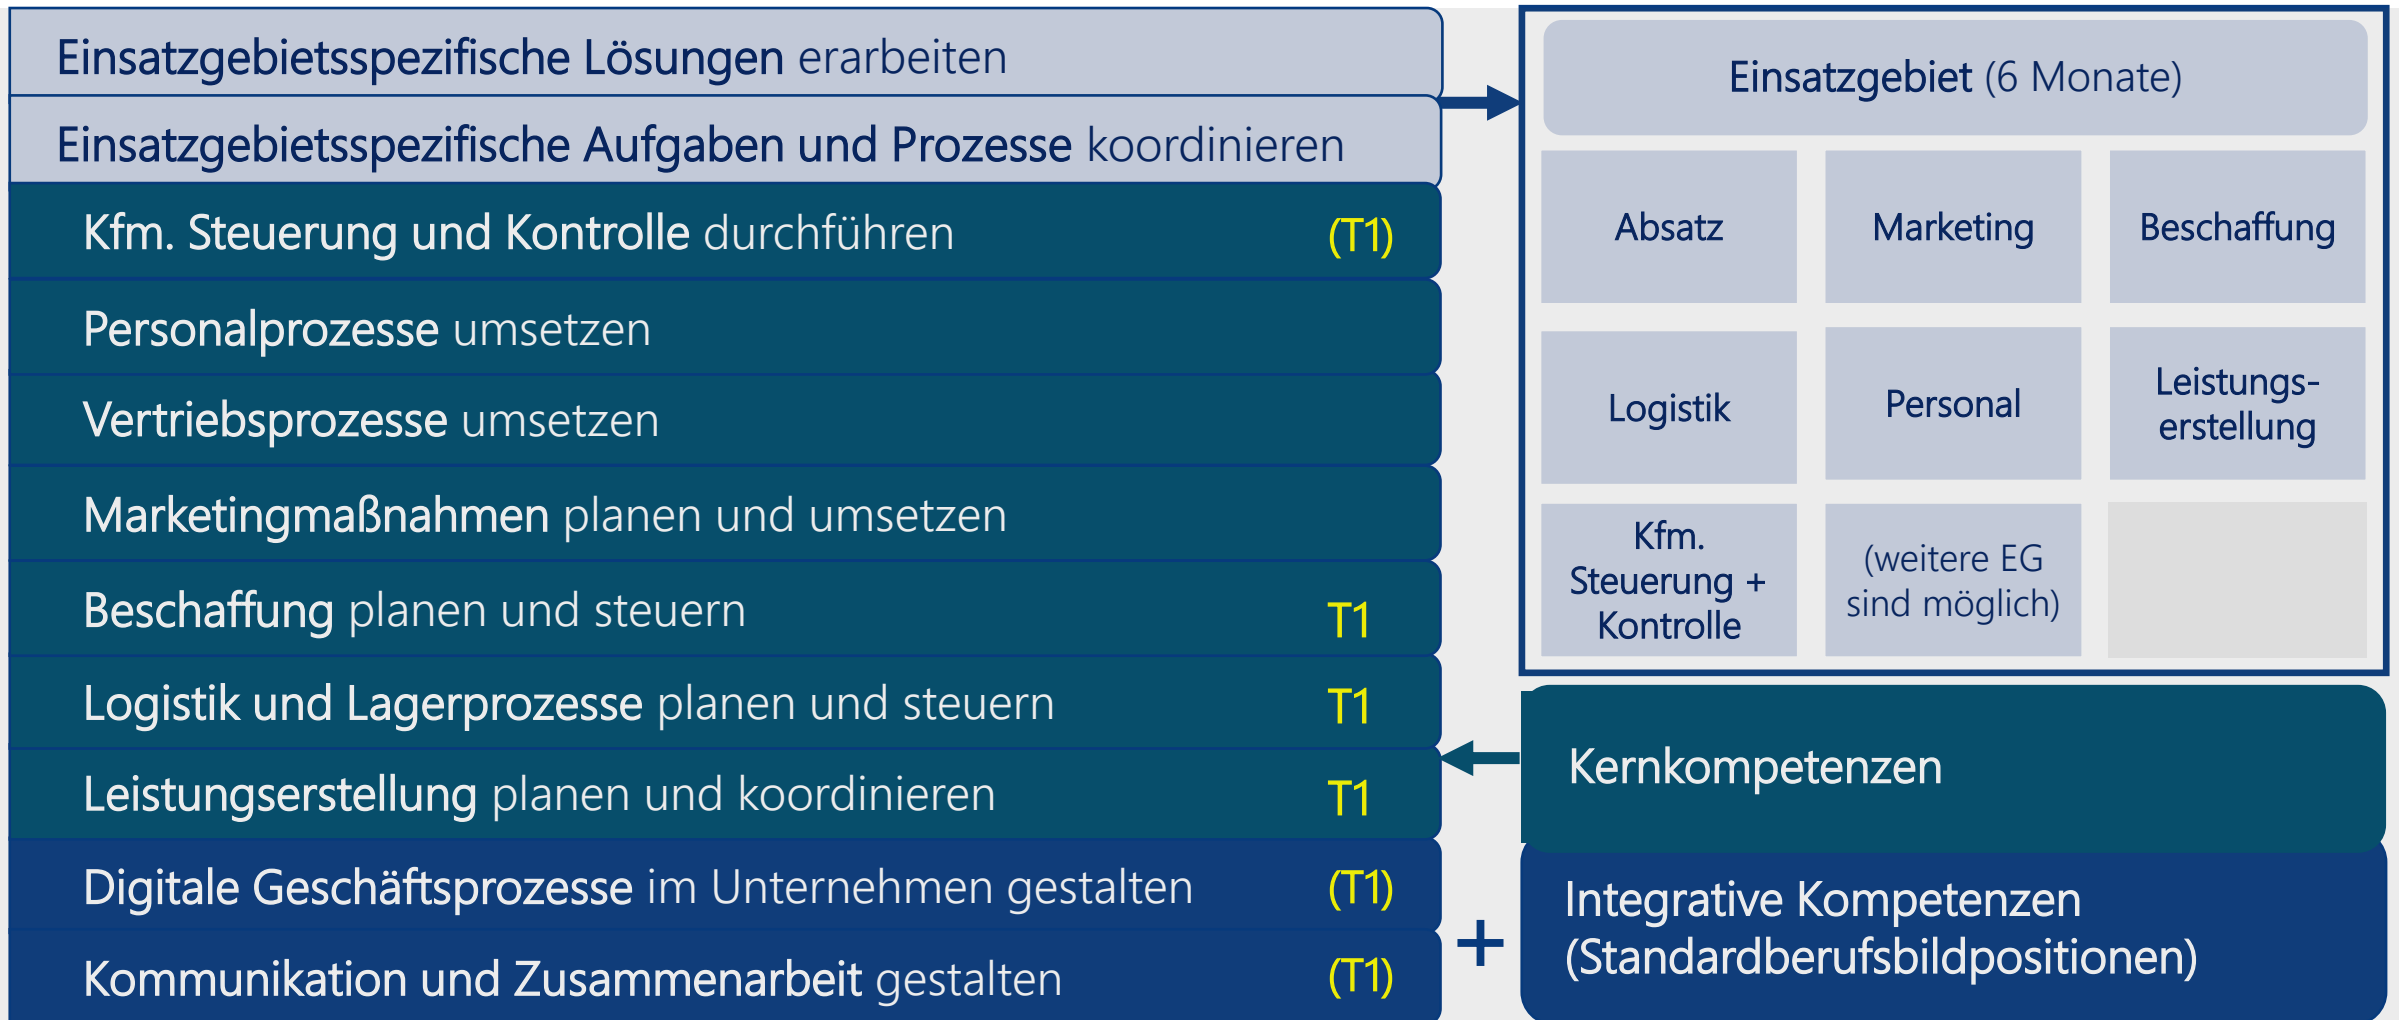 Einsatzgebietsspezifische Lösungen erarbeiten
Einsatzgebietsspezifische Aufgaben und Prozesse koordinieren
Kfm. Steuerung und Kontrolle durchführen (T1)
Personalprozesse umsetzen
Vertriebsprozesse umsetzen
Marketingmaßnahmen planen und umsetzen
Beschaffung planen und steuern T1
Logistik und Lagerprozesse planen und steuern T1
Leistungserstellung planen und koordinieren T1
Digitale Geschäftsprozesse im Unternehmen gestalten (T1)
Kommunikation und Zusammenarbeit gestalten (T1)
Einsatzgebiet (6 Monate)
Absatz
Marketing
Beschaffung
Logistik
Personal
Leistungs-
erstellung
Kfm.
Steuerung +
Kontrolle
(weitere EG
sind möglich)
Kernkompetenzen
+
Integrative Kompetenzen
(Standardberufsbildpositionen)